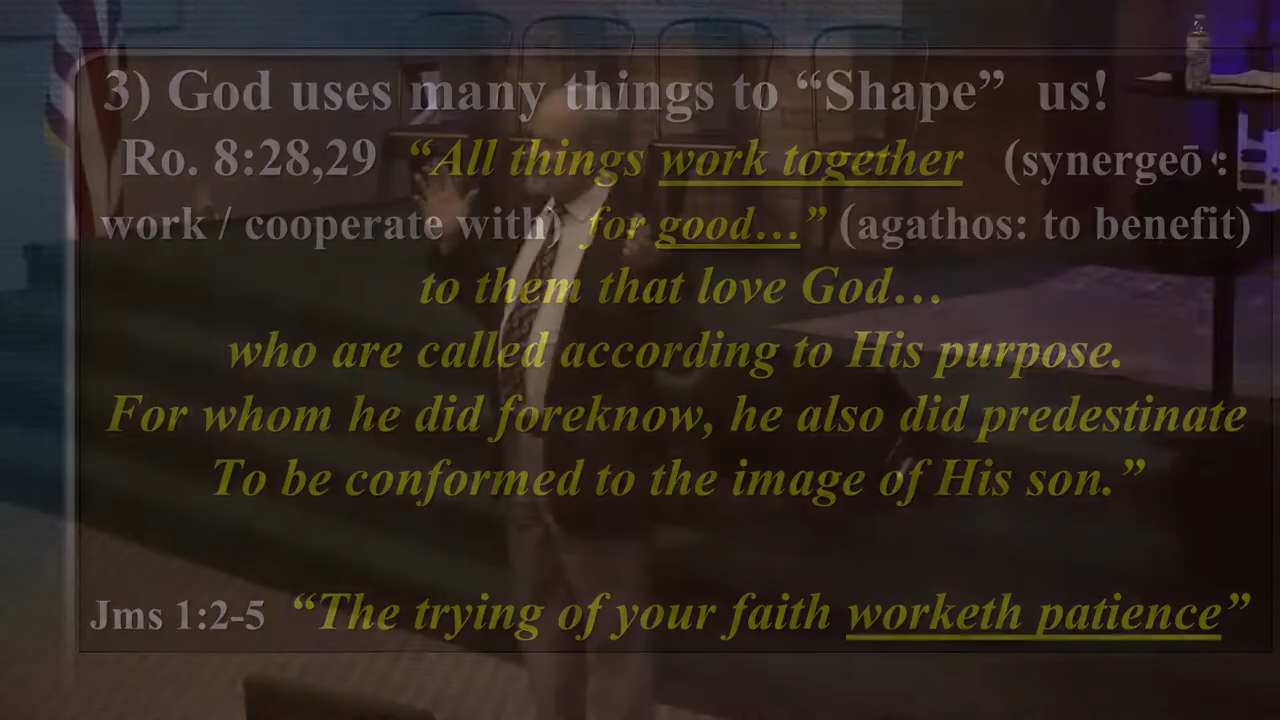 3) God uses many things to “Shape” us!
Ro. 8:28,29 “All things work together (synergeō :
work / cooperate with) for good…” (agathos: to benefit)
to them that love God…
who are called according to His purpose.
For whom he did foreknow, he also did predestinate
To be conformed to the image of His son.”
Jms 1:2-5 “The trying of your faith worketh patience”